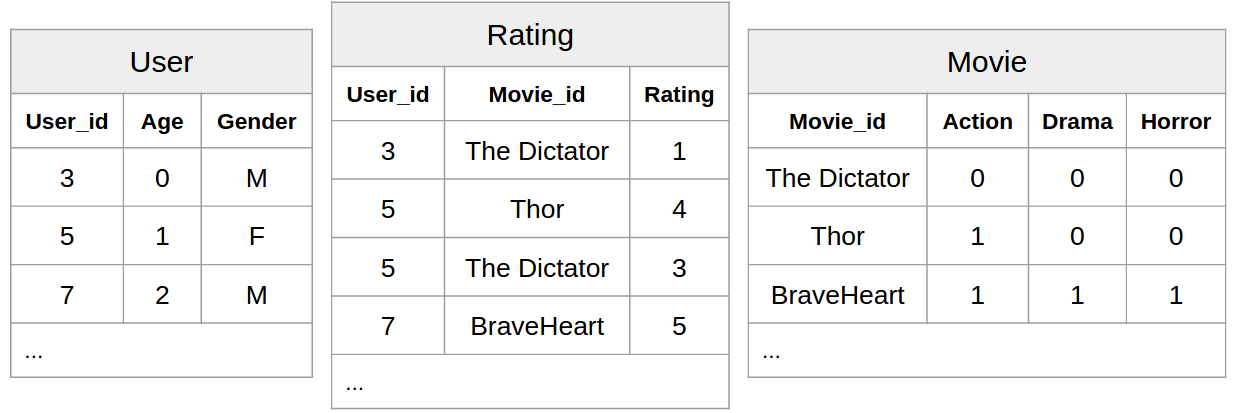 User
User_id Age Gender
3 0 M
5 1 F
7 2 M
...
Rating
User_id Movie_id Rating
3 The Dictator 1
5 Thor 4
5 The Dictator 3
7 BraveHeart 5
...
Movie
Movie_id Action Drama Horror
The Dictator 0 0 0
Thor 1 0 0
BraveHeart 1 1 1
...